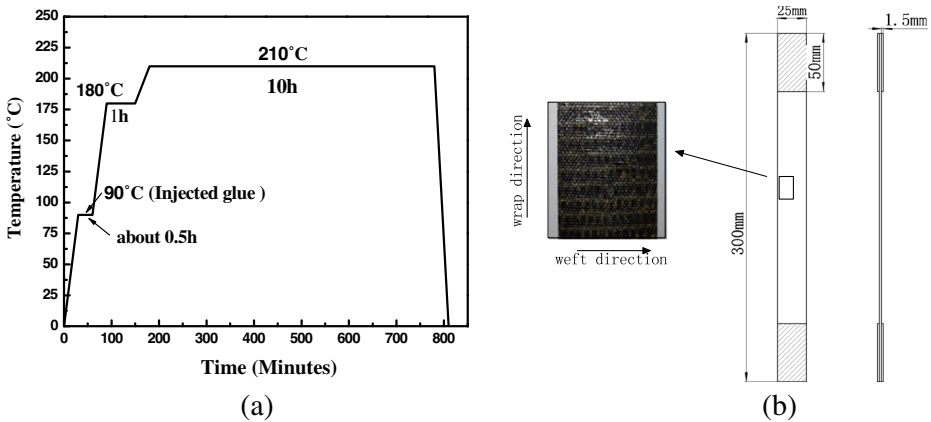 250
225
200
175
150
125
100
75
50
25
0
Temperature (°C)
180°C
1h
210°C
10h
90°C (Injected glue )
about 0.5h
0 100 200 300 400 500 600 700 800
Time (Minutes)
(a)
wrap direction
weft direction
25mm
50mm
300mm
1.5mm
(b)